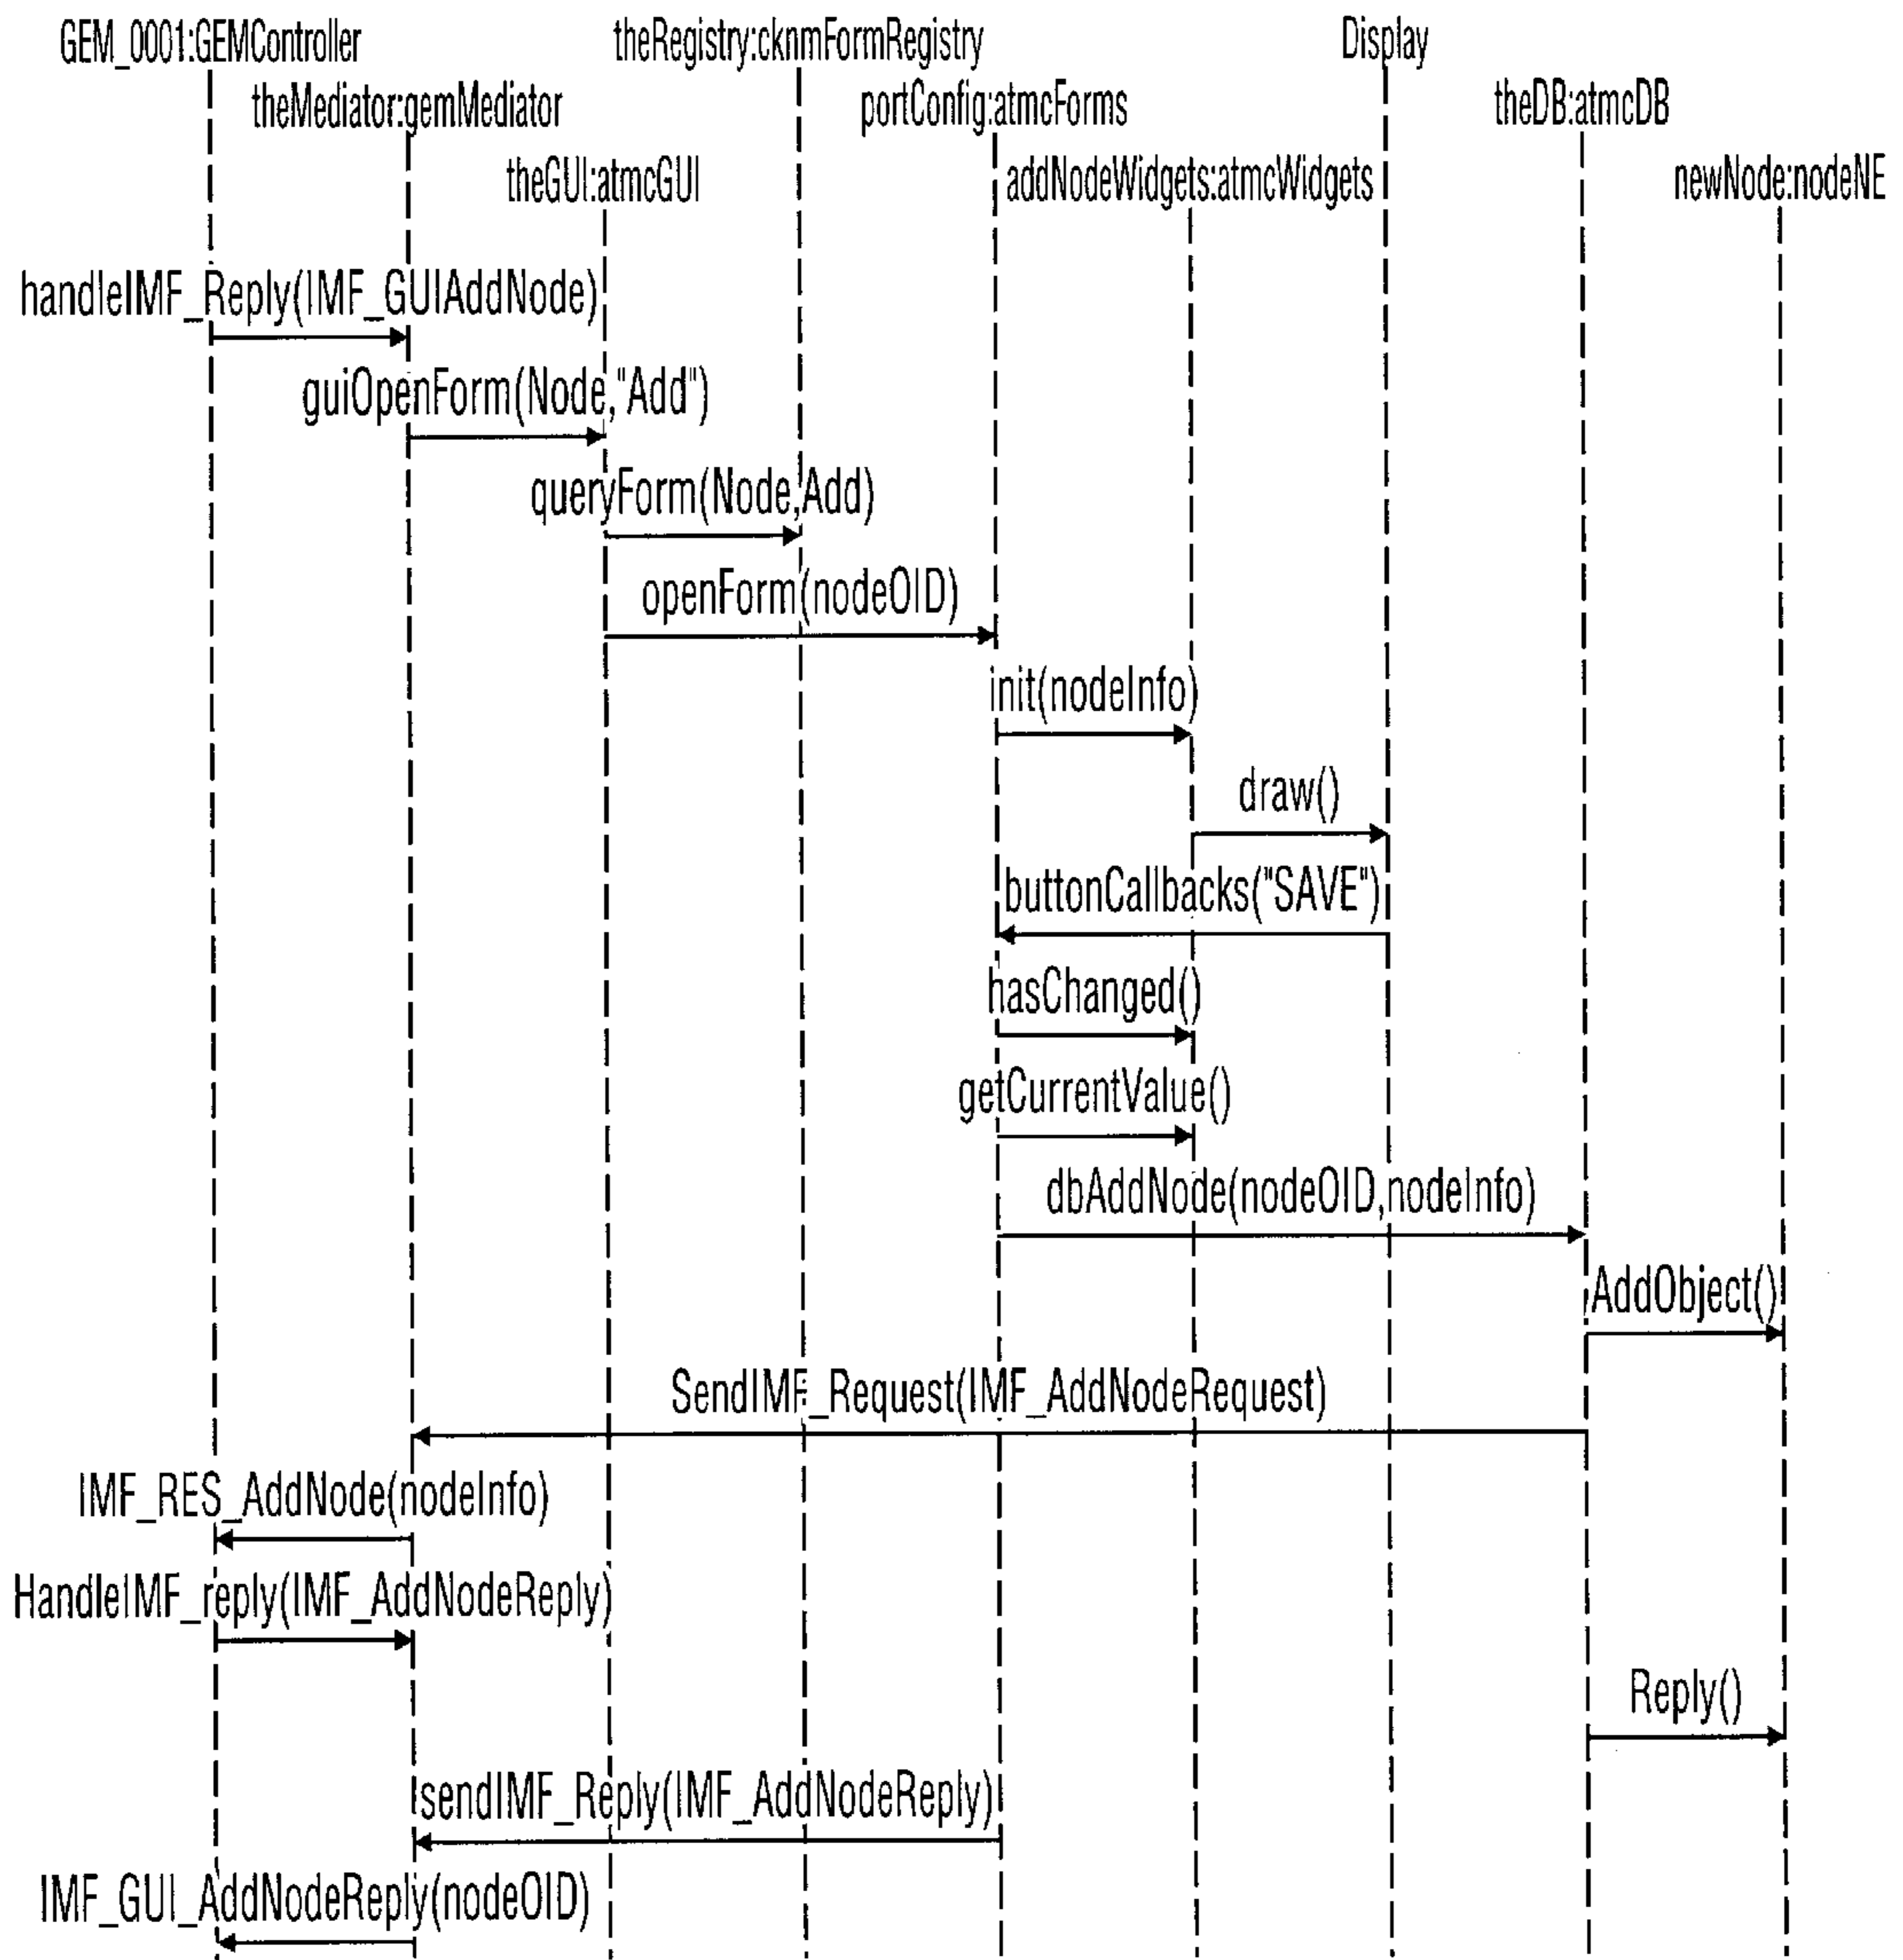 GEM_0001:GEMController
theRegistry:cknmFormRegistry
Display
theMediator:gemMediator
portConfig:atmcForms
theDB:atmcDB
theGUI:atmcGUI
addNodeWidgets:atmcWidgets
newNode:nodeNE
handleIMF_Reply(IMF_GUIAddNode)
guiOpenForm(Node,"Add")
queryForm(Node,Add)
openForm(nodeOID)
init(nodeInfo)
draw()
buttonCallbacks("SAVE")
hasChanged()
getCurrentValue()
dbAddNode(nodeOID,nodeInfo)
AddObject()
SendIMF_Request(IMF_AddNodeRequest)
IMF_RES_AddNode(nodeInfo)
HandleIMF_reply(IMF_AddNodeReply)
Reply()
sendIMF_Reply(IMF_AddNodeReply)
IMF_GUI_AddNodeReply(nodeOID)